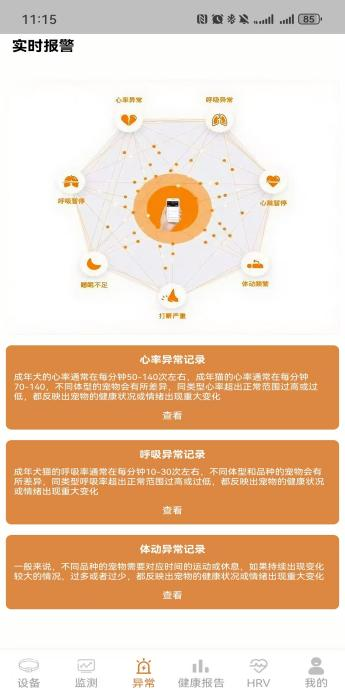 11:15
85
实时报警
心率异常
呼吸异常
呼吸暂停
心脏暂停
睡眠不足
体动频繁
打鼾严重
心率异常记录
成年犬的心率通常在每分钟50-140次左右，成年猫的心率通常在每分钟
70-140，不同体型的宠物会有所差异，同类型心率超出正常范围过高或过
低，都反映出宠物的健康状况或情绪出现重大变化
查看
呼吸异常记录
成年犬猫的呼吸率通常在每分钟10-30次左右，不同体型和品种的宠物会有
所差异，同类型呼吸率超出正常范围过高或过低，都反映出宠物的健康状况
或情绪出现重大变化
查看
体动异常记录
一般来说，不同品种的宠物需要对应时间的运动或休息，如果持续出现变化
较大的情况，过多或者过少，都反映出宠物的健康状况或情绪出现重大变化
查看
设备
监测
异常
健康报告
HRV
我的